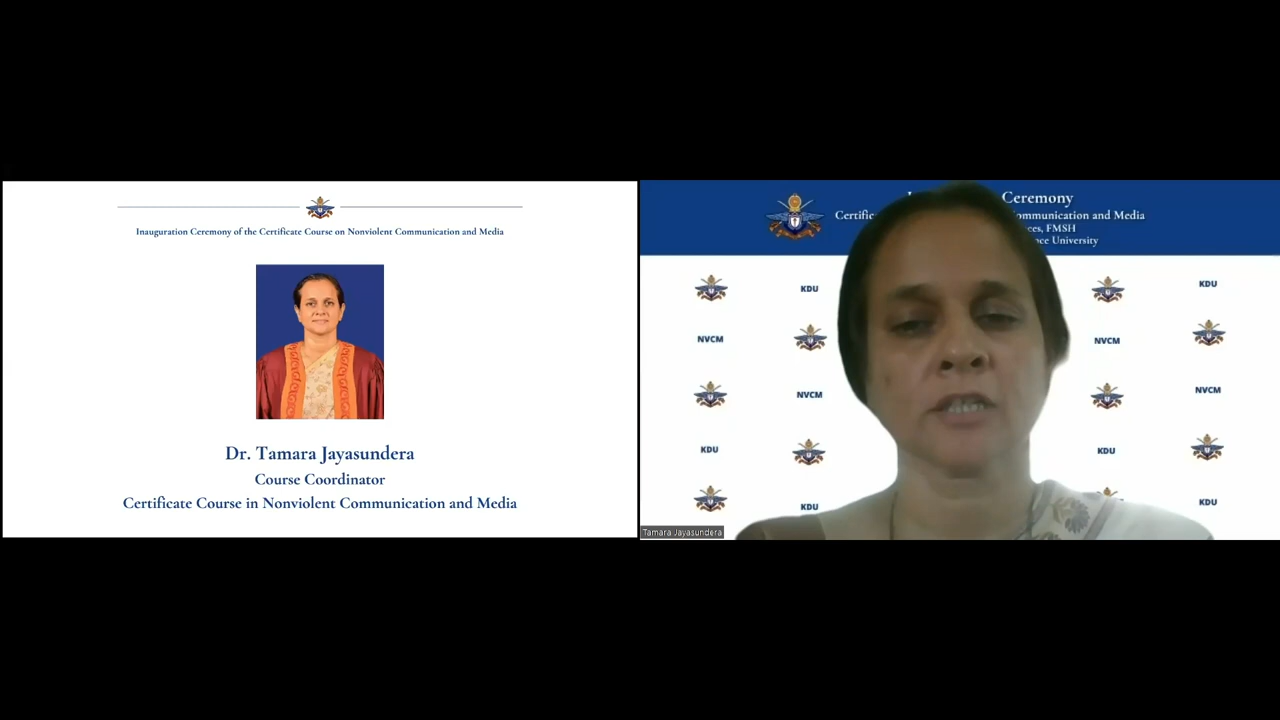 Inauguration Ceremony of the Certificate Course on Nonviolent Communication and Media
Dr. Tamara Jayasundera
Course Coordinator
Certificate Course in Nonviolent Communication and Media
Ceremony
ommunication and Media
ces, FMSH
nce University
KDU
KDU
NVCM
NVCM
NVCM
NVCM
KDU
KDU
KDU
KDU
Tamara Jayasundera